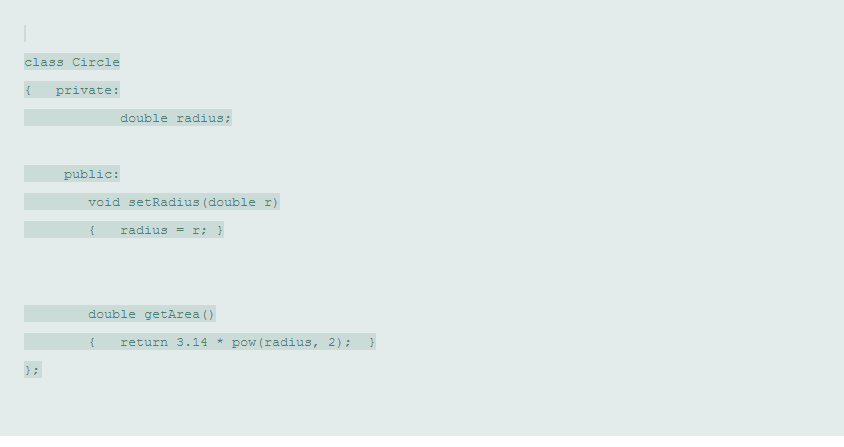 class Circle
{   private:
            double radius;
     public:
        void setRadius(double r)
        {   radius = r; }
        double getArea()
        {   return 3.14 * pow(radius, 2);  }
};